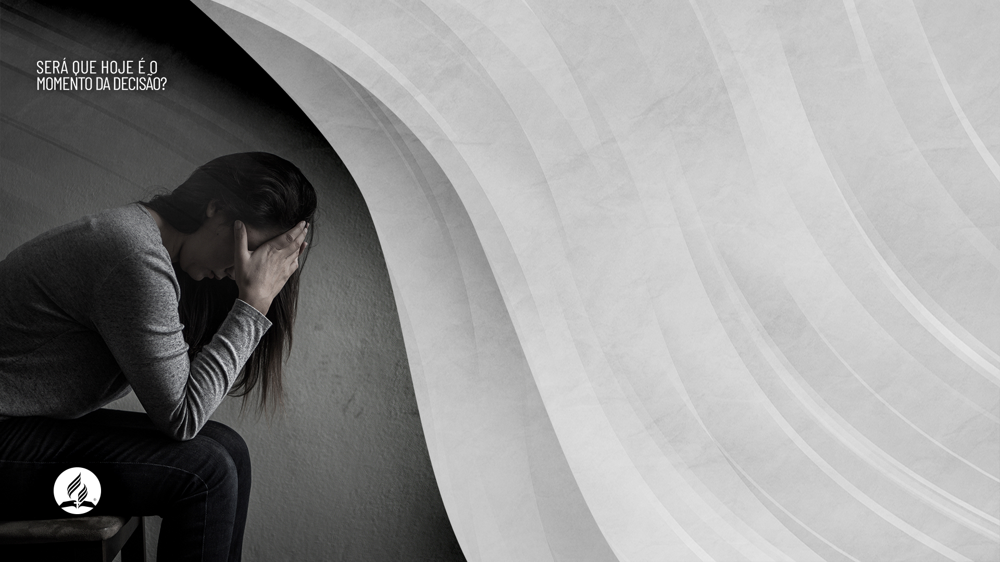 SERÁ QUE HOJE É O
MOMENTO DA DECISÃO?
®